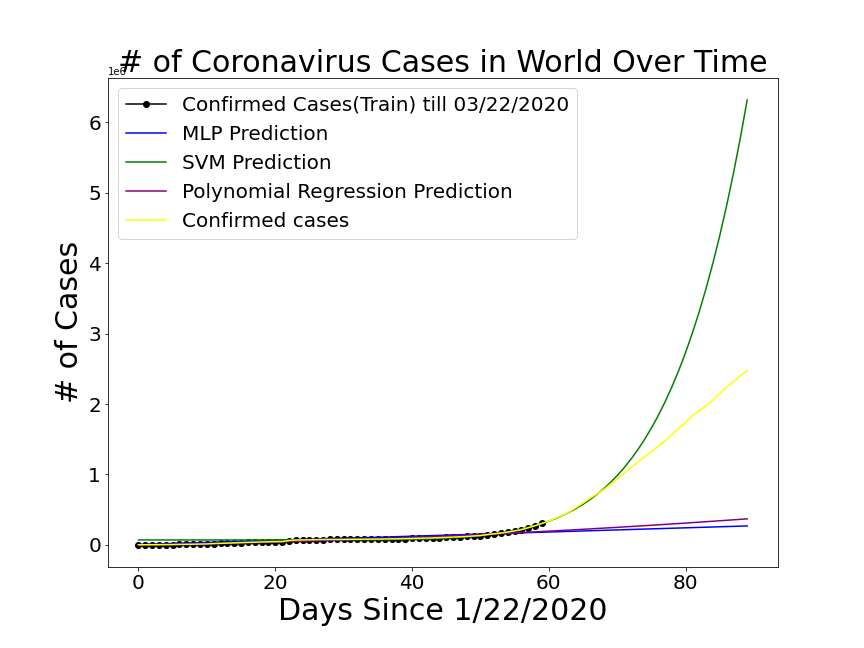 # of Coronavirus Cases in World Over Time
1e6
Confirmed Cases(Train) till 03/22/2020
MLP Prediction
SVM Prediction
Polynomial Regression Prediction
Confirmed cases
6
5
4
3
2
1
0
# of Cases
0 20 40 60 80
Days Since 1/22/2020